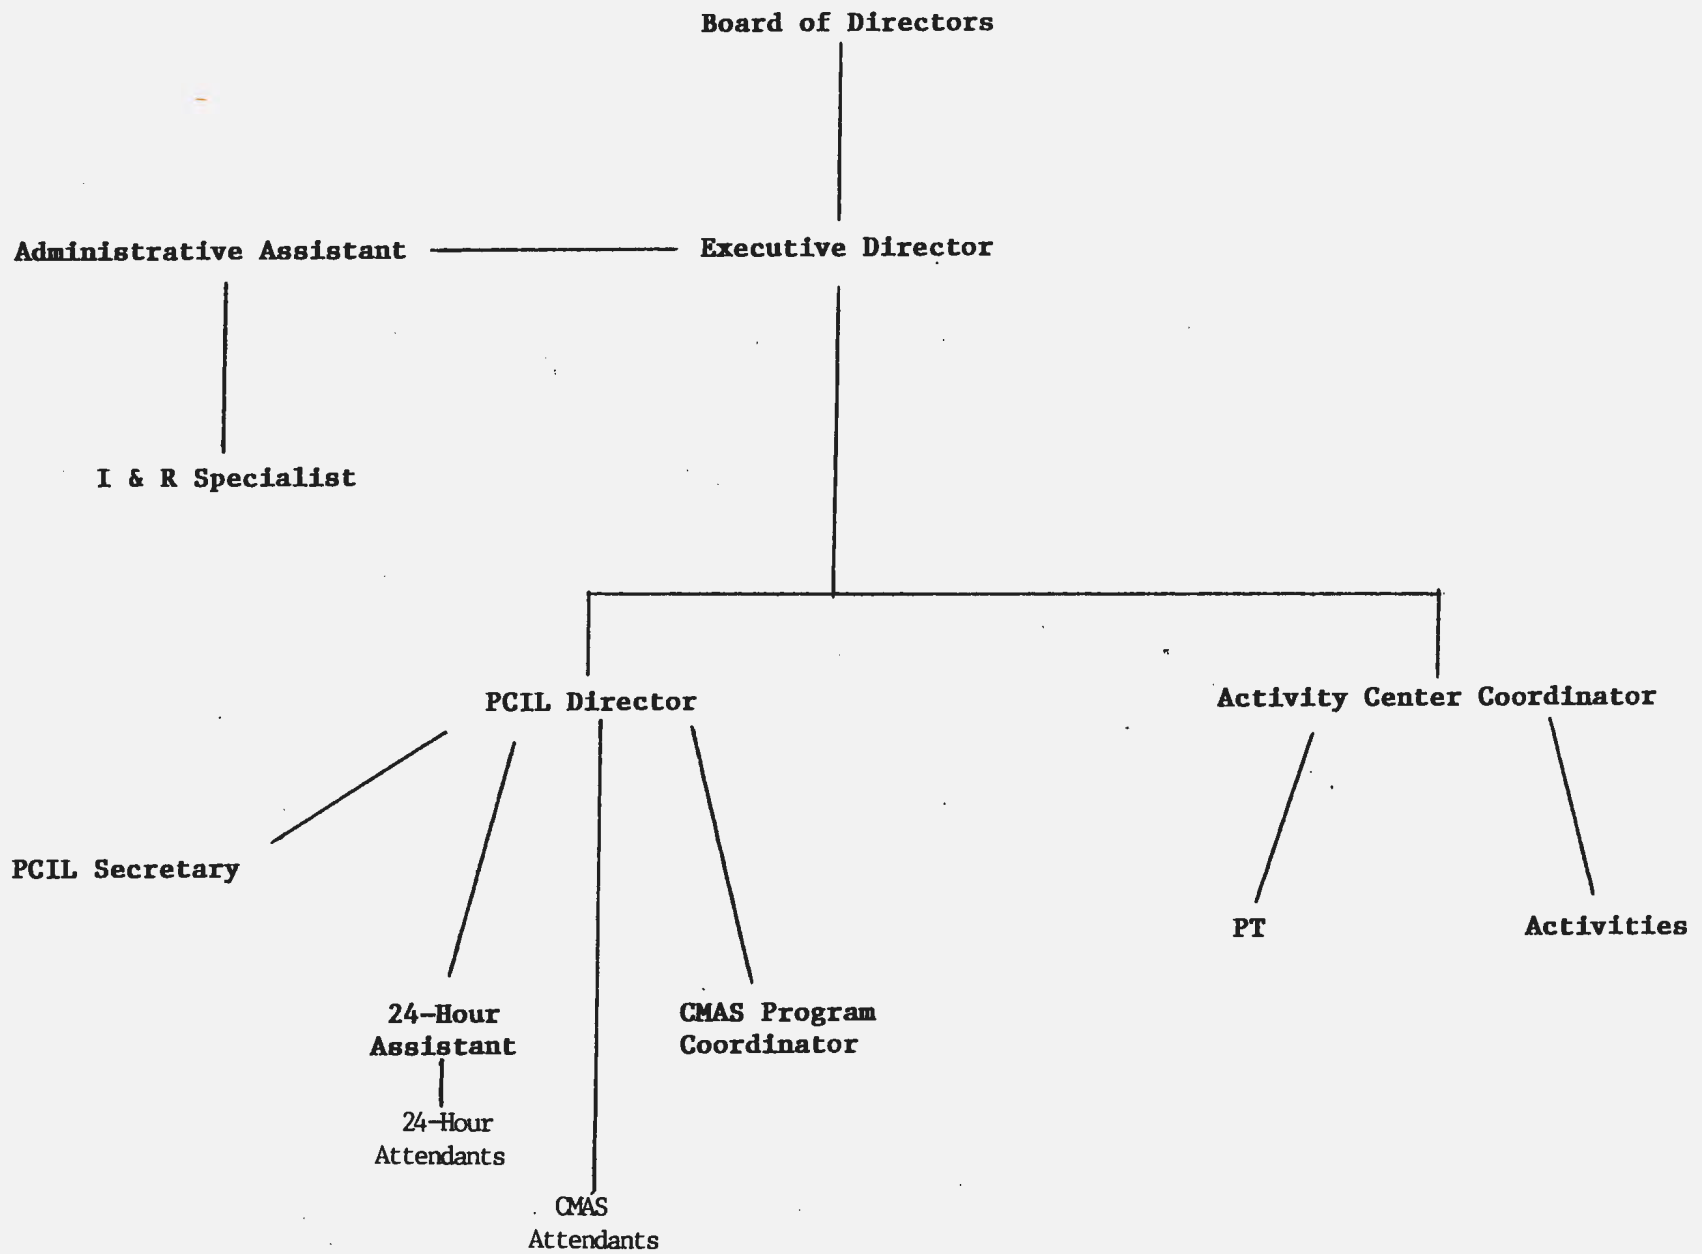 Board of Directors
Administrative Assistant
Executive Director
I & R Specialist
PCIL Director
Activity Center Coordinator
PCIL Secretary
PT
Activities
24-Hour
Assistant
CMAS Program
Coordinator
24-Hour
Attendants
CMAS
Attendants